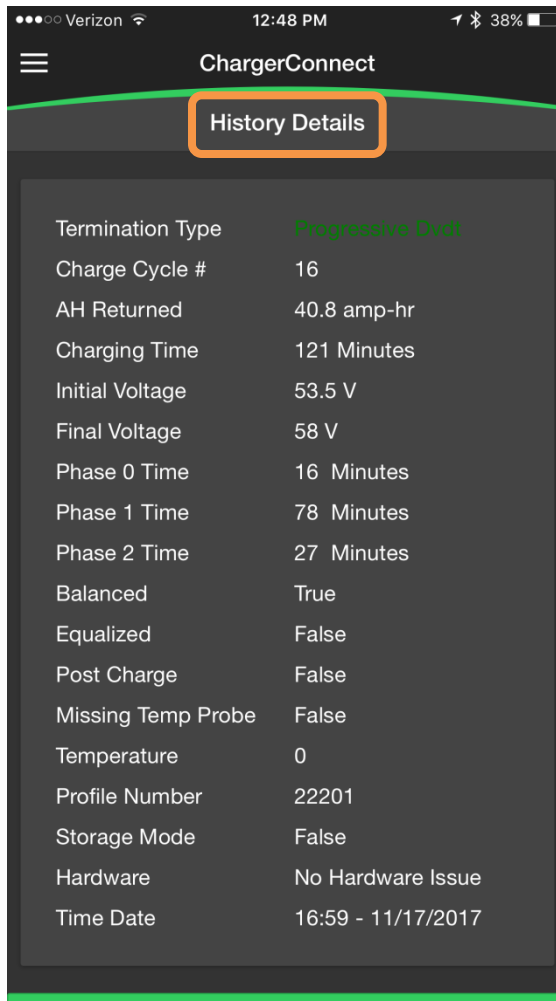 Verizon 12:48 PM 38%
ChargerConnect
History Details
Termination Type Progressive Dvdt
Charge Cycle # 16
AH Returned 40.8 amp-hr
Charging Time 121 Minutes
Initial Voltage 53.5 V
Final Voltage 58 V
Phase 0 Time 16 Minutes
Phase 1 Time 78 Minutes
Phase 2 Time 27 Minutes
Balanced True
Equalized False
Post Charge False
Missing Temp Probe False
Temperature 0
Profile Number 22201
Storage Mode False
Hardware No Hardware Issue
Time Date 16:59 - 11/17/2017